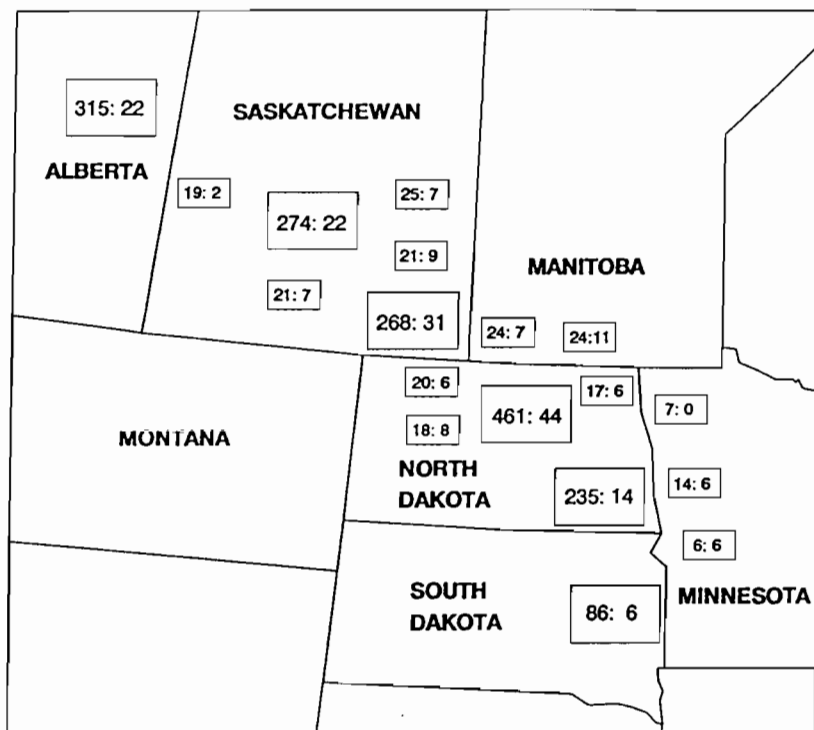 315: 22
SASKATCHEWAN
ALBERTA
19: 2
25: 7
274: 22
21: 9
MANITOBA
21: 7
268: 31
24: 7
24:11
20: 6
17: 6
461: 44
7: 0
18: 8
MONTANA
NORTH
DAKOTA
235: 14
14: 6
6: 6
SOUTH
DAKOTA
86: 6
MINNESOTA